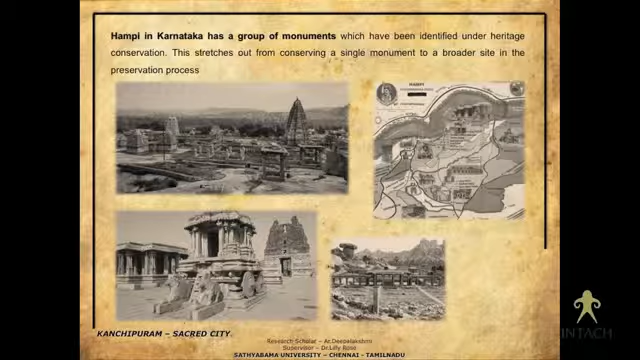 Hampi in Karnataka has a group of monuments which have been identified under heritage
conservation. This stretches out from conserving a single monument to a broader site in the
preservation process
HAMPI
KANCHIPURAM – SACRED CITY
Research Scholar – Ar.Deepalakshmi
Supervisor – Dr.Lilly Rose
SATHYABAMA UNIVERSITY – CHENNAI - TAMILNADU
INTACH